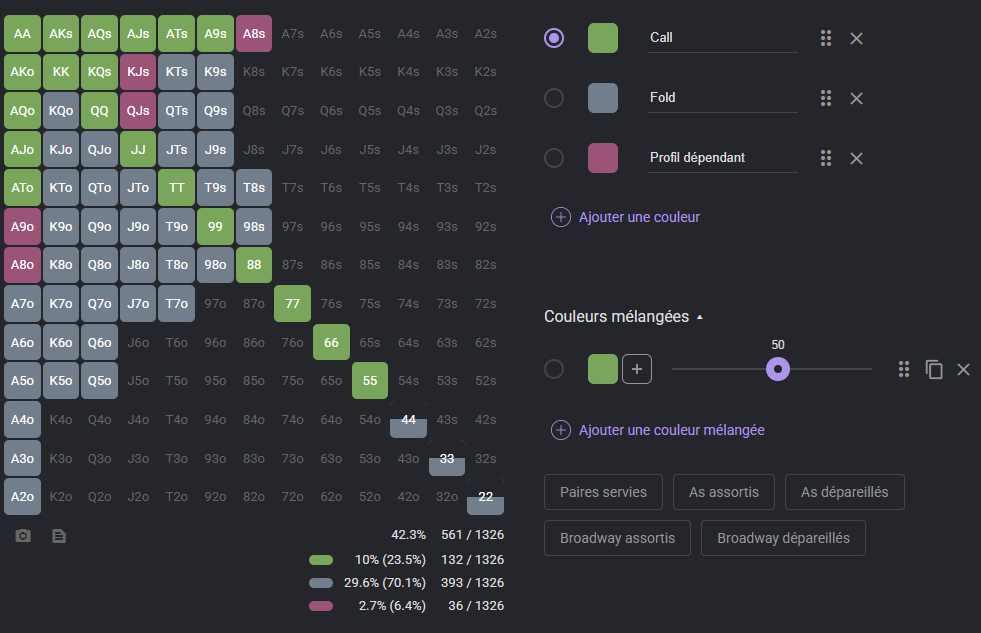 AA AKs AQs AJs ATs A9s A8s A7s A6s A5s A4s A3s A2s
AKo KK KQs KJs KTs K9s K8s K7s K6s K5s K4s K3s K2s
AQo KQo QQ QJs QTs Q9s Q8s Q7s Q6s Q5s Q4s Q3s Q2s
AJo KJo QJo JJ JTs J9s J8s J7s J6s J5s J4s J3s J2s
ATo KTo QTo JTo TT T9s T8s T7s T6s T5s T4s T3s T2s
A9o K9o Q9o J9o T9o 99 98s 97s 96s 95s 94s 93s 92s
A8o K8o Q8o J8o T8o 98o 88 87s 86s 85s 84s 83s 82s
A7o K7o Q7o J7o T7o 97o 87o 77 76s 75s 74s 73s 72s
A6o K6o Q6o J6o T6o 96o 86o 76o 66 65s 64s 63s 62s
A5o K5o Q5o J5o T5o 95o 85o 75o 65o 55 54s 53s 52s
A4o K4o Q4o J4o T4o 94o 84o 74o 64o 54o 44 43s 42s
A3o K3o Q3o J3o T3o 93o 83o 73o 63o 53o 43o 33 32s
A2o K2o Q2o J2o T2o 92o 82o 72o 62o 52o 42o 32o 22
42.3% 561 / 1326
10% (23.5%) 132 / 1326
29.6% (70.1%) 393 / 1326
2.7% (6.4%) 36 / 1326
Call
Fold
Profil dépendant
Ajouter une couleur
Couleurs mélangées
50
Ajouter une couleur mélangée
Paires servies As assortis As dépareillés
Broadway assortis Broadway dépareillés